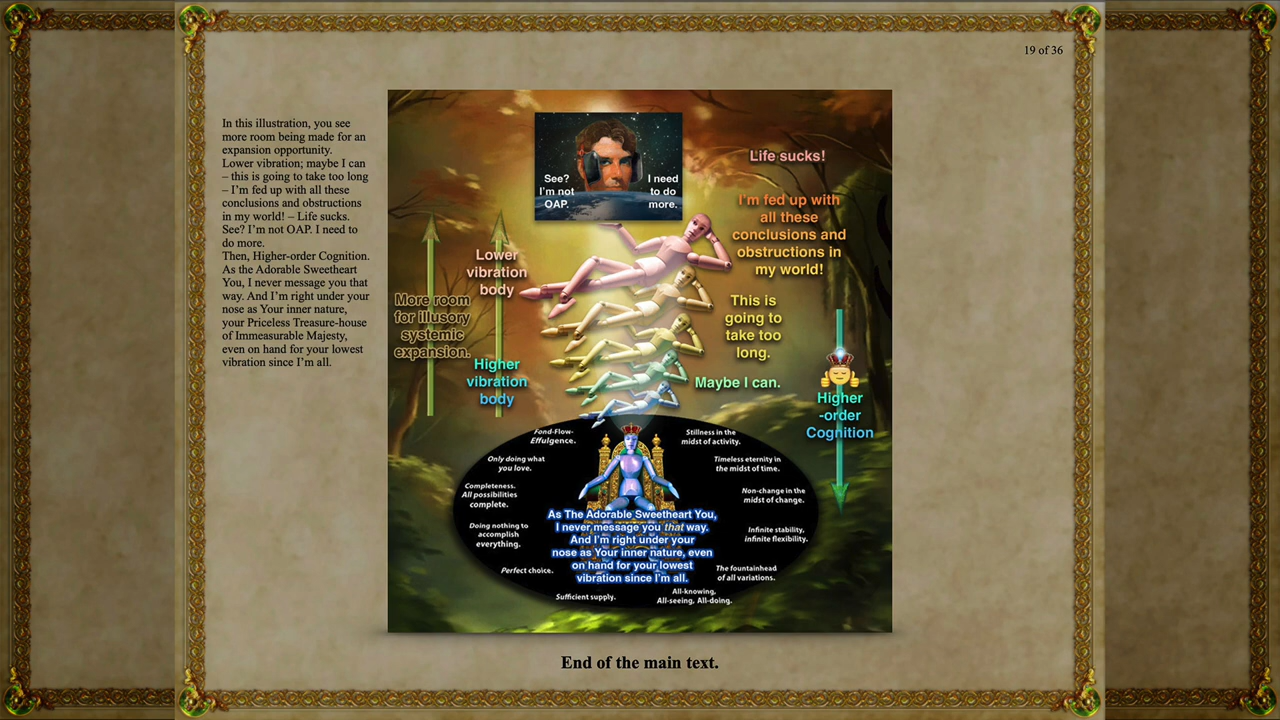 19 of 36
In this illustration, you see
more room being made for an
expansion opportunity.
Lower vibration; maybe I can
– this is going to take too long
– I’m fed up with all these
conclusions and obstructions
in my world! – Life sucks.
See? I’m not OAP. I need to
do more.
Then, Higher-order Cognition.
As the Adorable Sweetheart
You, I never message you that
way. And I’m right under your
nose as Your inner nature,
your Priceless Treasure-house
of Immeasurable Majesty,
even on hand for your lowest
vibration since I’m all.
See?
I’m not
OAP.
I need
to do
more.
Life sucks!
I’m fed up with
all these
conclusions and
obstructions in
my world!
Lower
vibration
body
More room
for illusory
systemic
expansion.
This is
going to
take too
long.
Higher
vibration
body
Maybe I can.
Higher
-order
Cognition
Fond-Flow-
Effulgence.
Only doing what
you love.
Completeness.
All possibilities
complete.
Doing nothing to
accomplish
everything.
Perfect choice.
Sufficient supply.
Stillness in the
midst of activity.
Timeless eternity in
the midst of time.
Non-change in the
midst of change.
Infinite stability,
infinite flexibility.
The fountainhead
of all variations.
All-knowing,
All-seeing, All-doing.
As The Adorable Sweetheart You,
I never message you that way.
And I’m right under your
nose as Your inner nature, even
on hand for your lowest
vibration since I’m all.
End of the main text.